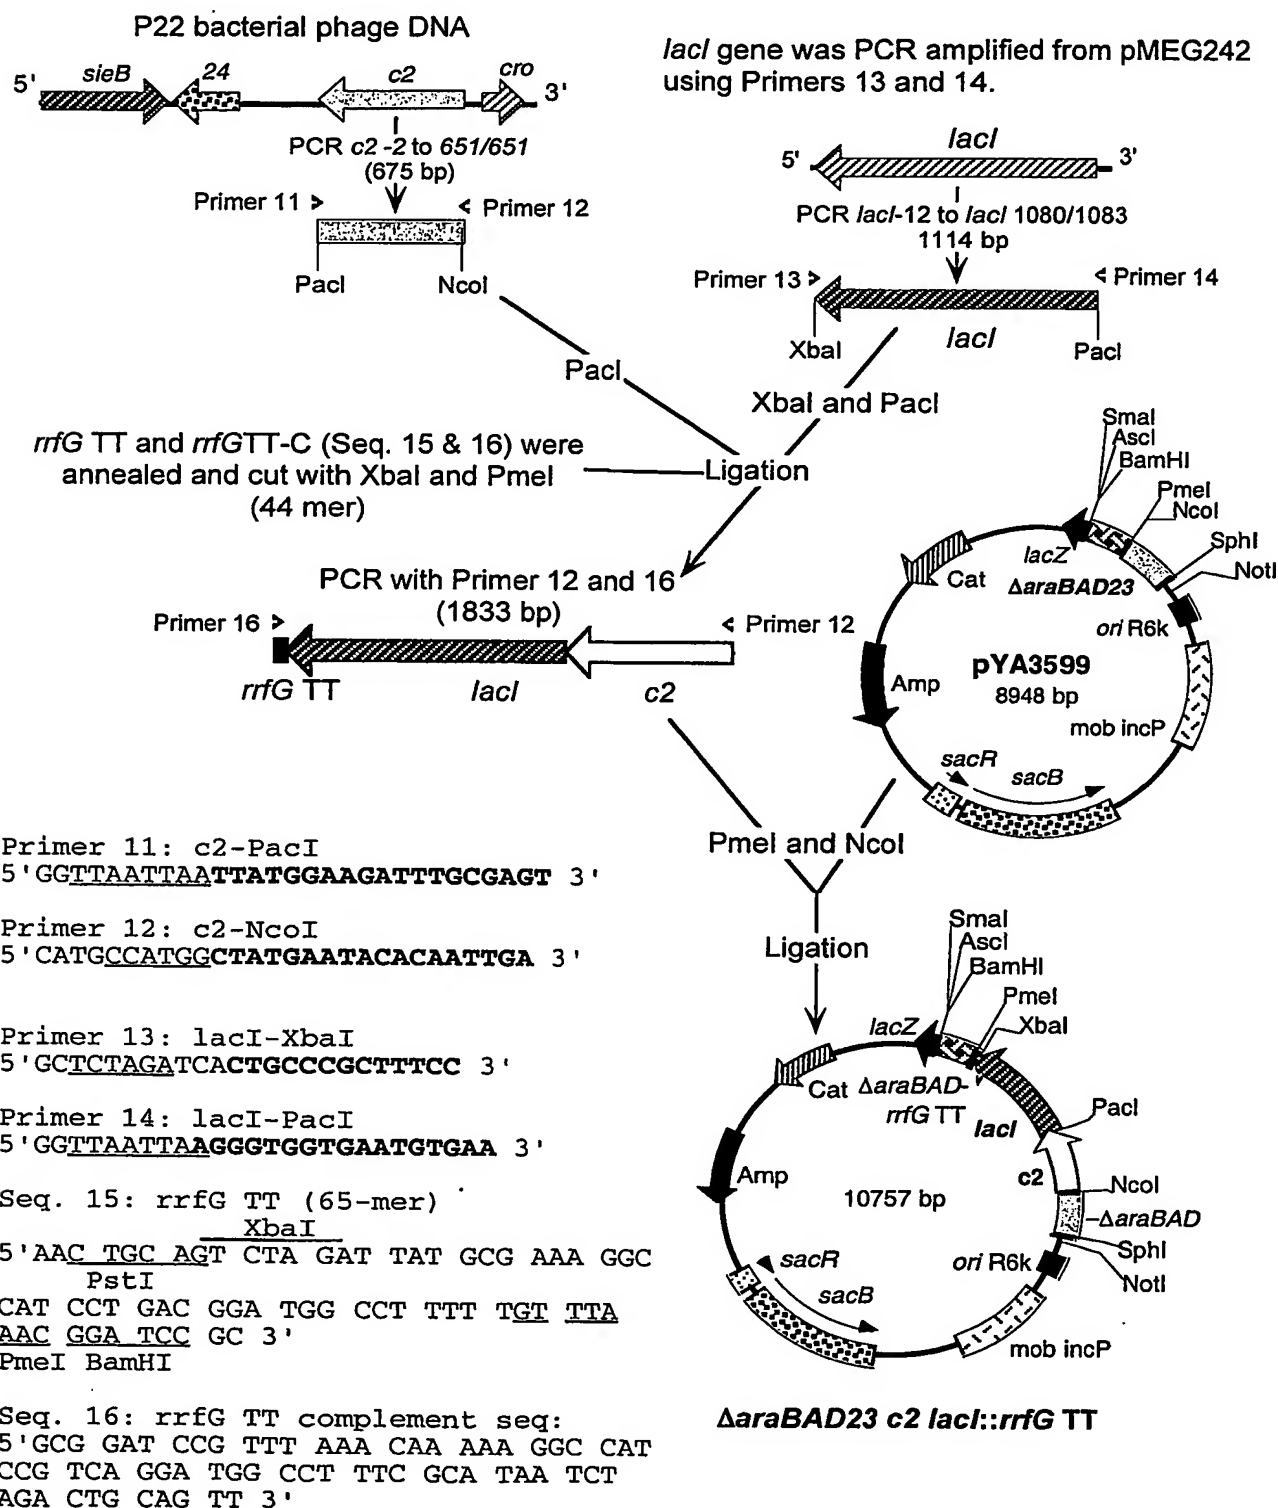 P22 bacterial phage DNA
5' sieB 24 c2 cro 3'
PCR c2 -2 to 651/651
(675 bp)
Primer 11 > < Primer 12
PacI NcoI
lacI gene was PCR amplified from pMEG242
using Primers 13 and 14.
lacI
5' 3'
PCR lacI-12 to lacI 1080/1083
1114 bp
Primer 13 > < Primer 14
XbaI lacI PacI
PacI
XbaI and PacI
rrfG TT and rrfGTT-C (Seq. 15 & 16) were
annealed and cut with XbaI and PmeI
(44 mer)
Ligation
PCR with Primer 12 and 16
(1833 bp)
Primer 16 > < Primer 12
rrfG TT lacI c2
SmaI
AscI
BamHI
PmeI
NcoI
SphI
NotI
lacZ
ΔaraBAD23
Cat
ori R6k
pYA3599
8948 bp
Amp
mob incP
sacR
sacB
PmeI and NcoI
Ligation
Primer 11: c2-PacI
5'GGTTAATTAATTATGGAAGATTTGCGAGT 3'
Primer 12: c2-NcoI
5'CATGCCATGGCTATGAATACACAATTGA 3'
Primer 13: lacI-XbaI
5'GCTCTAGATCACTGCCCGCTTTCC 3'
Primer 14: lacI-PacI
5'GGTTAATTAAGGGTGGTGAATGTGAA 3'
Seq. 15: rrfG TT (65-mer)
XbaI
5'AAC TGC AGT CTA GAT TAT GCG AAA GGC
PstI
CAT CCT GAC GGA TGG CCT TTT TGT TTA
AAC GGA TCC GC 3'
PmeI BamHI
Seq. 16: rrfG TT complement seq:
5'GCG GAT CCG TTT AAA CAA AAA GGC CAT
CCG TCA GGA TGG CCT TTC GCA TAA TCT
AGA CTG CAG TT 3'
SmaI
AscI
BamHI
PmeI
XbaI
lacZ
Cat
ΔaraBAD-
rrfG TT
lacI
PacI
c2
NcoI
ΔaraBAD
SphI
NotI
ori R6k
Amp
10757 bp
sacR
sacB
mob incP
ΔaraBAD23 c2 lacI::rrfG TT